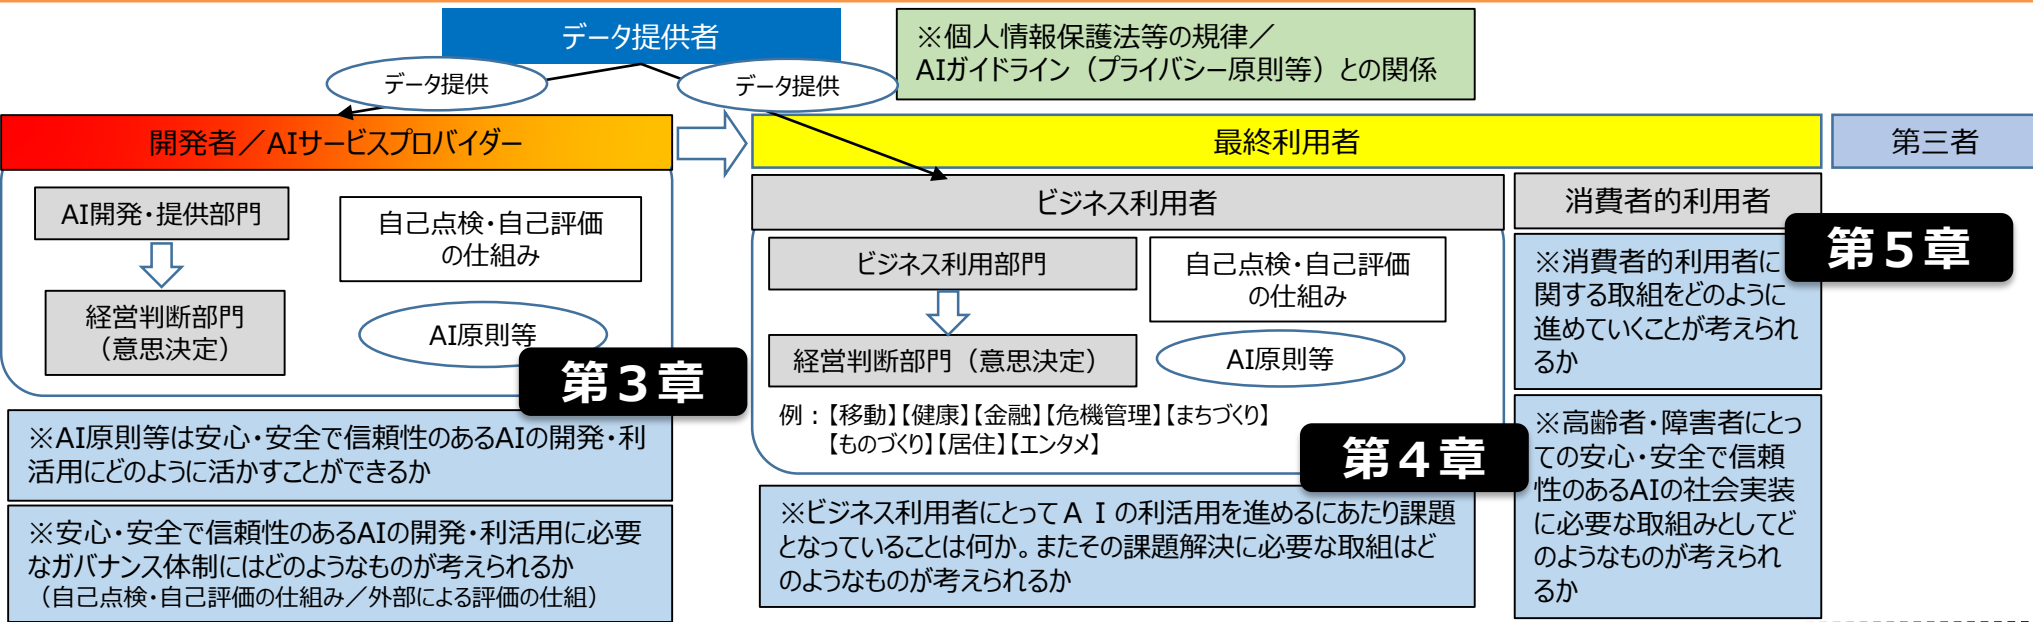 データ提供者
※個人情報保護法等の規律／
AIガイドライン（プライバシー原則等）との関係
データ提供
データ提供
開発者／AIサービスプロバイダー
最終利用者
第三者
AI開発・提供部門
自己点検・自己評価
の仕組み
経営判断部門
（意思決定）
AI原則等
第３章
※AI原則等は安心・安全で信頼性のあるAIの開発・利
活用にどのように活かすことができるか
※安心・安全で信頼性のあるAIの開発・利活用に必要
なガバナンス体制にはどのようなものが考えられるか
（自己点検・自己評価の仕組み／外部による評価の仕組）
ビジネス利用者
ビジネス利用部門
自己点検・自己評価
の仕組み
経営判断部門（意思決定）
AI原則等
例：【移動】【健康】【金融】【危機管理】【まちづくり】
【ものづくり】【居住】【エンタメ】
第４章
※ビジネス利用者にとってＡＩの利活用を進めるにあたり課題
となっていることは何か。またその課題解決に必要な取組はど
のようなものが考えられるか
消費者的利用者
第５章
※消費者的利用者に
関する取組をどのように
進めていくことが考えられ
るか
※高齢者・障害者にとっ
ての安心・安全で信頼
性のあるAIの社会実装
に必要な取組みとしてど
のようなものが考えられ
るか